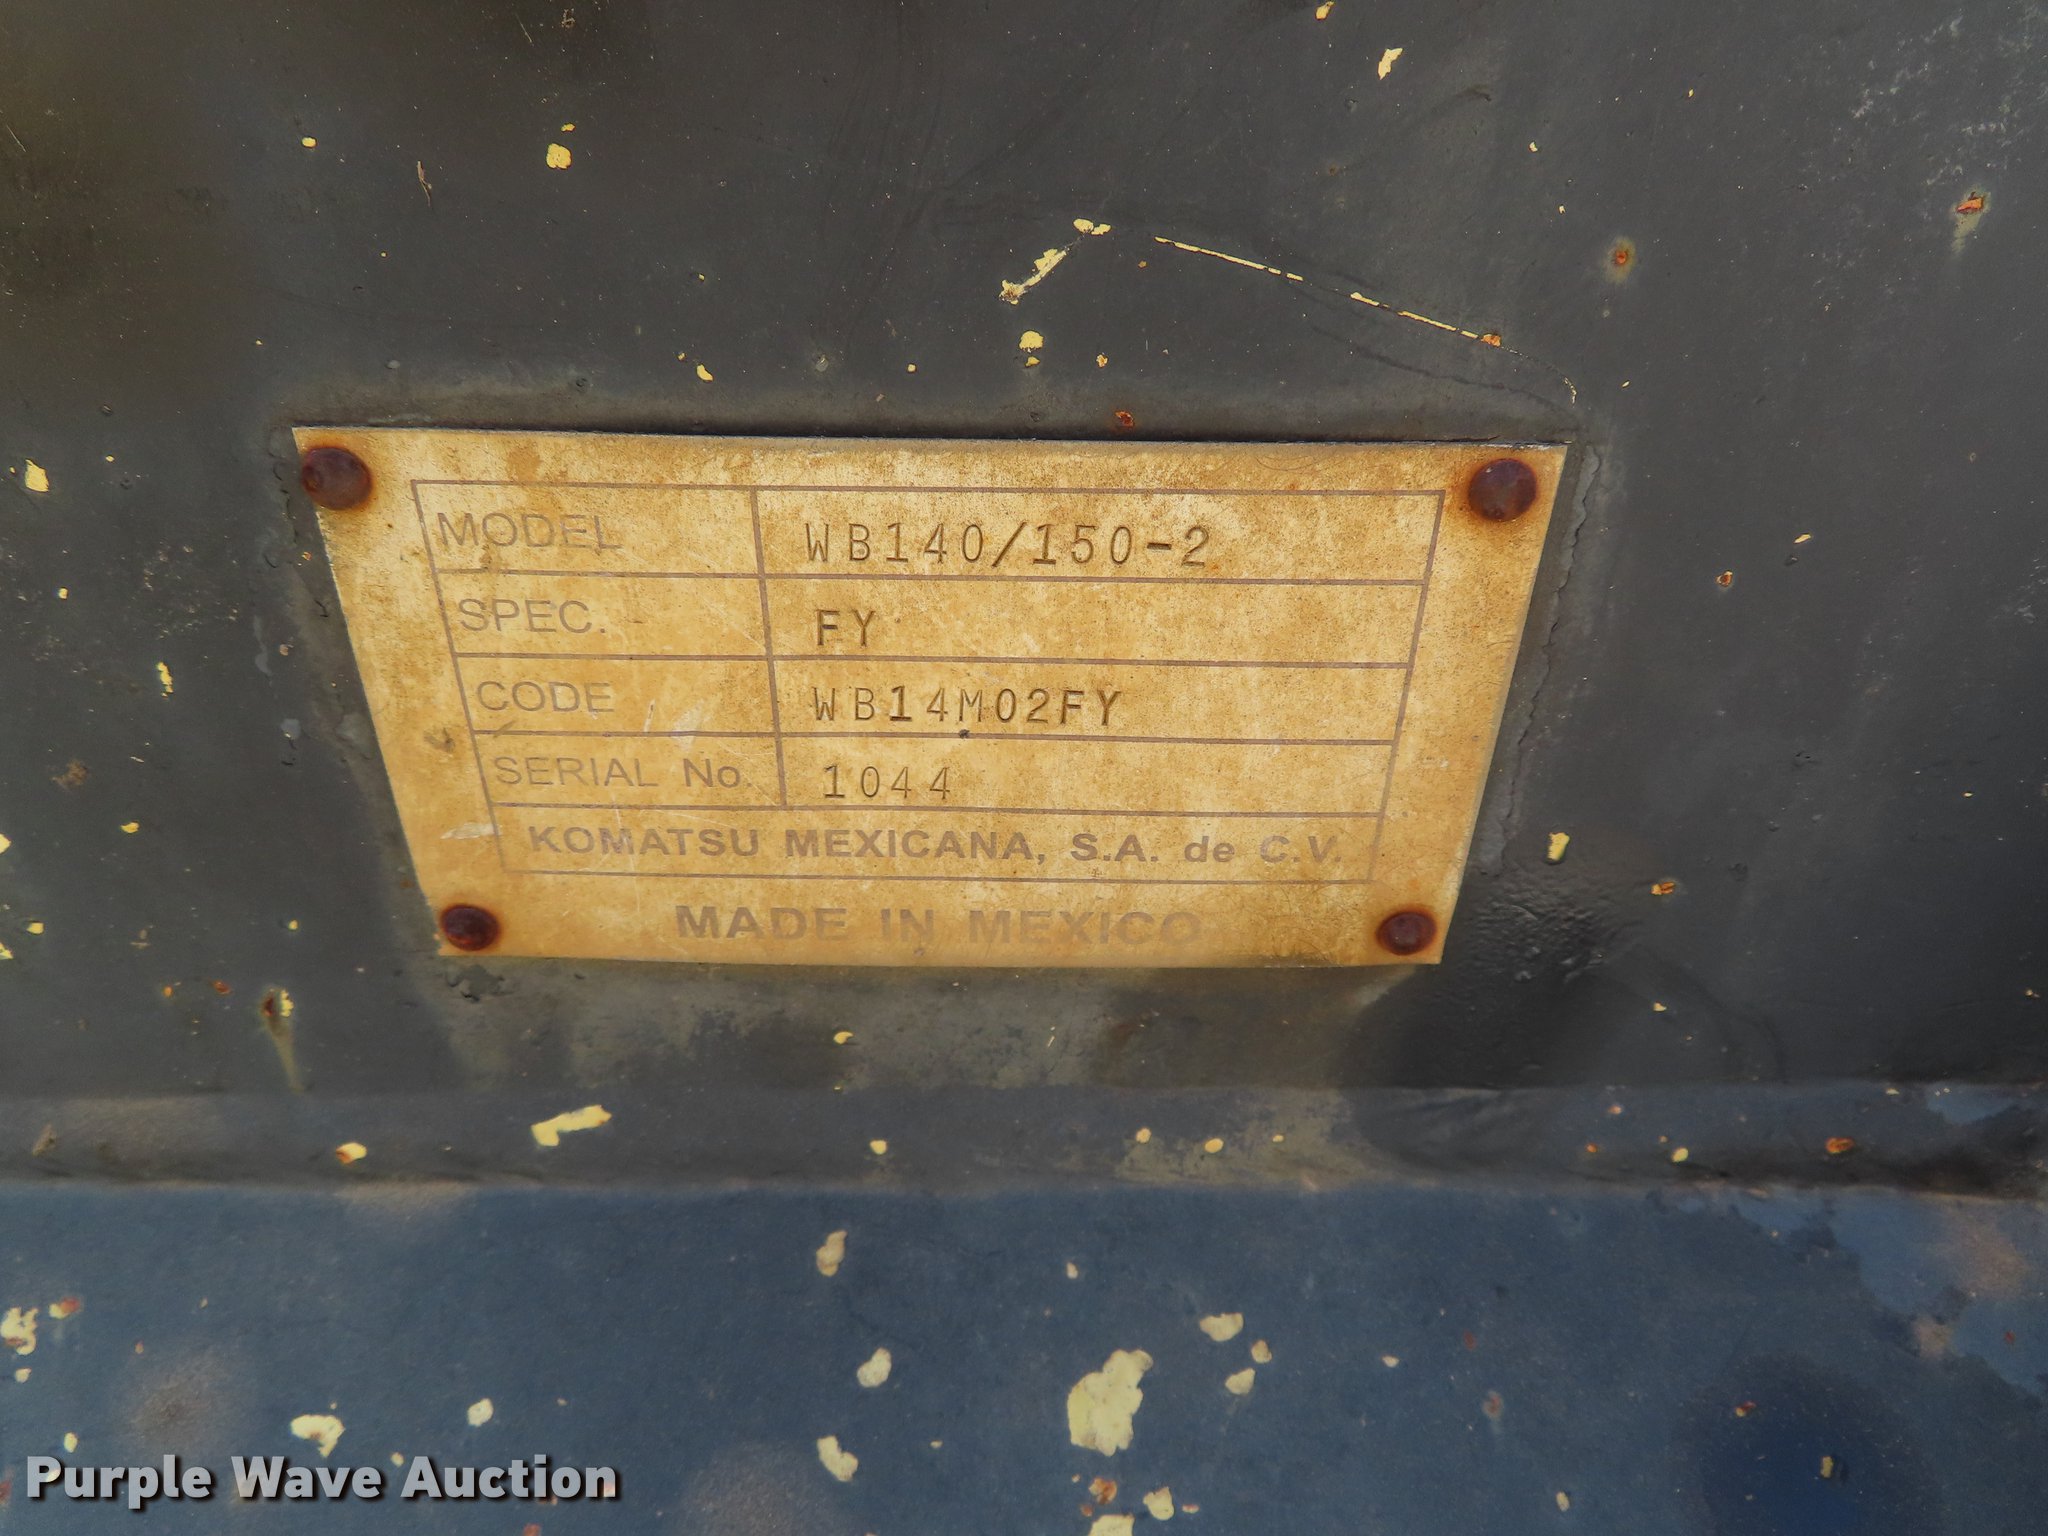 MODEL WB140/150-2
SPEC. FY
CODE WB14M02FY
SERIAL No. 1044
KOMATSU MEXICANA, S.A. de C.V.
MADE IN MEXICO
Purple Wave Auction